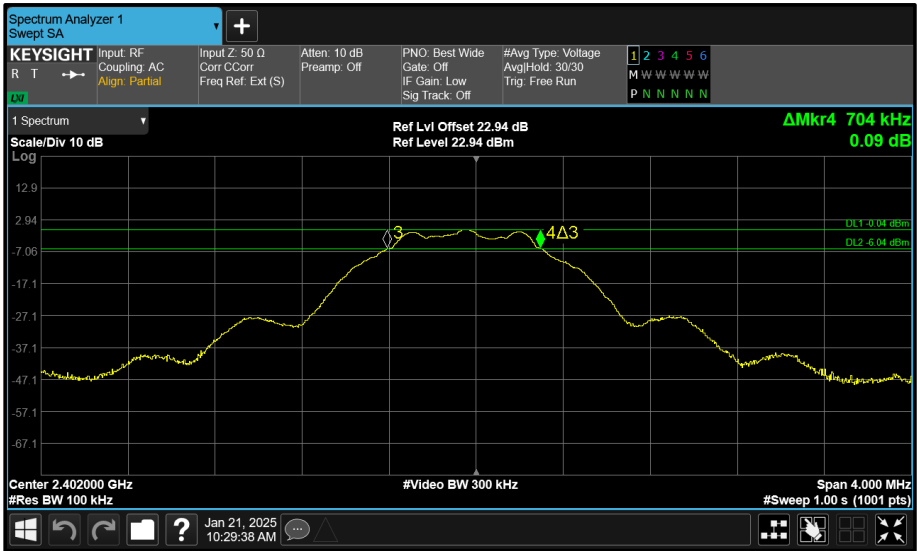 Spectrum Analyzer 1
Swept SA
KEYSIGHT
R T
LXI
Input: RF
Coupling: AC
Align: Partial
Input Z: 50 Ω
Corr CCorr
Freq Ref: Ext (S)
Atten: 10 dB
Preamp: Off
PNO: Best Wide
Gate: Off
IF Gain: Low
Sig Track: Off
#Avg Type: Voltage
Avg|Hold: 30/30
Trig: Free Run
1 2 3 4 5 6
M W W W W W
P N N N N N
1 Spectrum
Scale/Div 10 dB
Ref Lvl Offset 22.94 dB
Ref Level 22.94 dBm
ΔMkr4 704 kHz
0.09 dB
Log
12.9
2.94
-7.06
-17.1
-27.1
-37.1
-47.1
-57.1
-67.1
3
4Δ3
DL1 -0.04 dBm
DL2 -6.04 dBm
Center 2.402000 GHz
#Res BW 100 kHz
#Video BW 300 kHz
Span 4.000 MHz
#Sweep 1.00 s (1001 pts)
Jan 21, 2025
10:29:38 AM